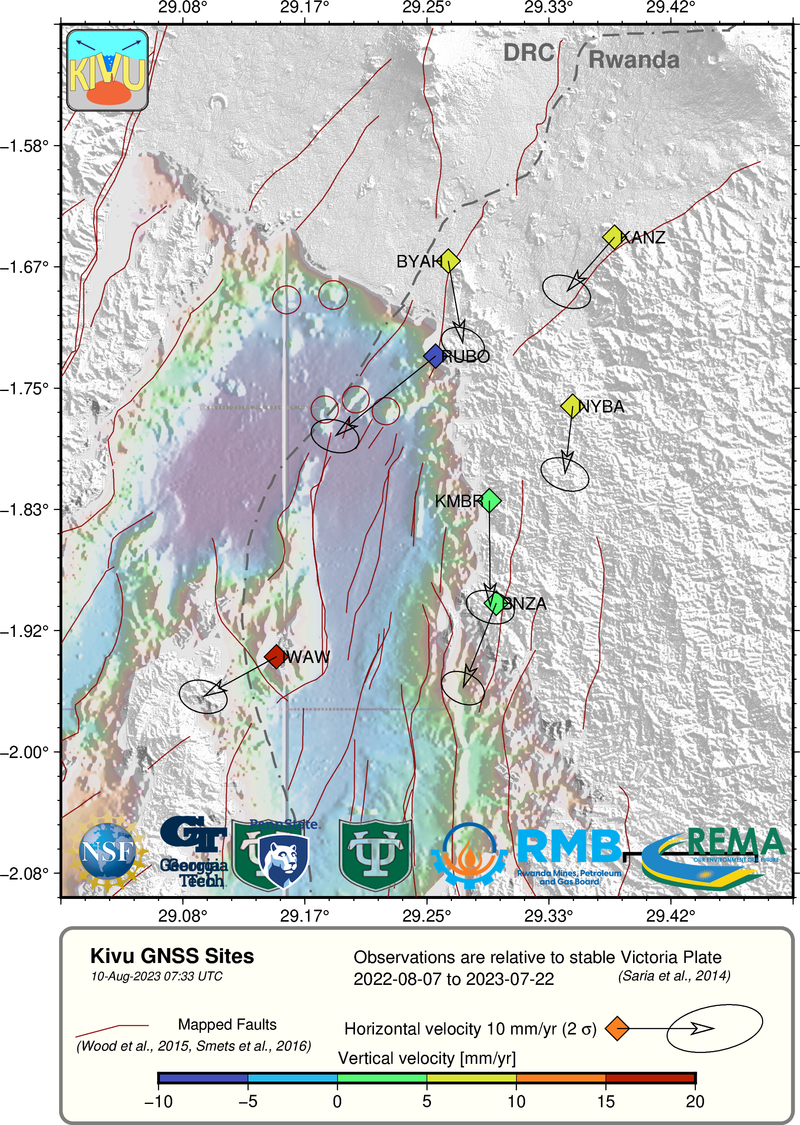 29.08° 29.17° 29.25° 29.33° 29.42°
KIVU
DRC
Rwanda
−1.58°
KANZ
BYAH
−1.67°
RUBO
−1.75°
NYBA
KMBR
−1.83°
BNZA
−1.92°
IWAW
−2.00°
−2.08°
NSF
GT
Georgia
Tech
PennState.
TU
RMB
Rwanda Mines, Petroleum
and Gas Board
REMA
29.08° 29.17° 29.25° 29.33° 29.42°
Kivu GNSS Sites
10-Aug-2023 07:33 UTC
Observations are relative to stable Victoria Plate
2022-08-07 to 2023-07-22
(Saria et al., 2014)
Mapped Faults
(Wood et al., 2015, Smets et al., 2016)
Horizontal velocity 10 mm/yr (2 σ)
Vertical velocity [mm/yr]
−10 −5 0 5 10 15 20